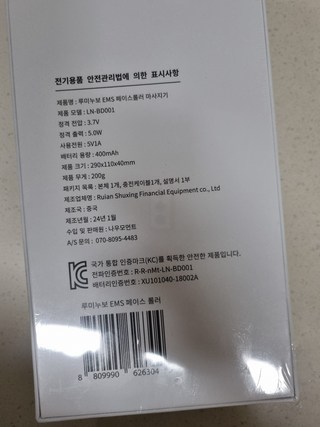 전기용품 안전관리법에 의한 표시사항
제품명 : 루미누보 EMS 페이스롤러 마사지기
제품 모델 : LN-BD001
정격 전압 : 3.7V
정격 출력 : 5.0W
사용전원 : 5V1A
배터리 용량 : 400mAh
제품 크기 : 290x110x40mm
제품 무게 : 200g
패키지 목록 : 본체 1개, 충전케이블1개, 설명서 1부
제조업체명 : Ruian Shuxing Financial Equipment co., Ltd
제조국 : 중국
제조년월 : 24년 1월
수입 및 판매원 : 나우모먼트
A/S 문의 : 070-8095-4483
국가 통합 인증마크(KC)를 획득한 안전한 제품입니다.
전파인증번호 : R-R-nMt-LN-BD001
배터리인증번호 : XU101040-18002A
루미누보 EMS 페이스 롤러
8 809990 626304